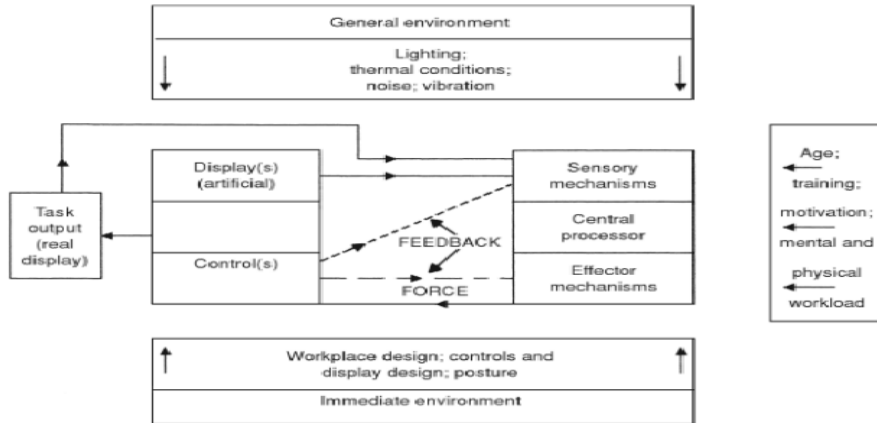 General environment
Lighting;
thermal conditions;
noise; vibration
Display(s)
(artificial)
Sensory
mechanisms
Age;
training;
motivation;
mental and
physical
workload
Task
output
(real
display)
Central
processor
FEEDBACK
Control(s)
Effector
mechanisms
FORCE
Workplace design; controls and
display design; posture
Immediate environment